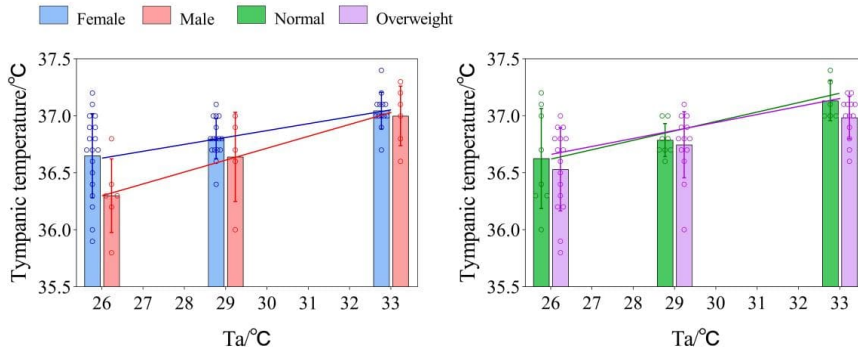 Female Male Normal Overweight
Tympanic temperature/°C
37.5
37.0
36.5
36.0
35.5
26 27 28 29 30 31 32 33
Ta/°C
Tympanic temperature/°C
37.5
37.0
36.5
36.0
35.5
26 27 28 29 30 31 32 33
Ta/°C